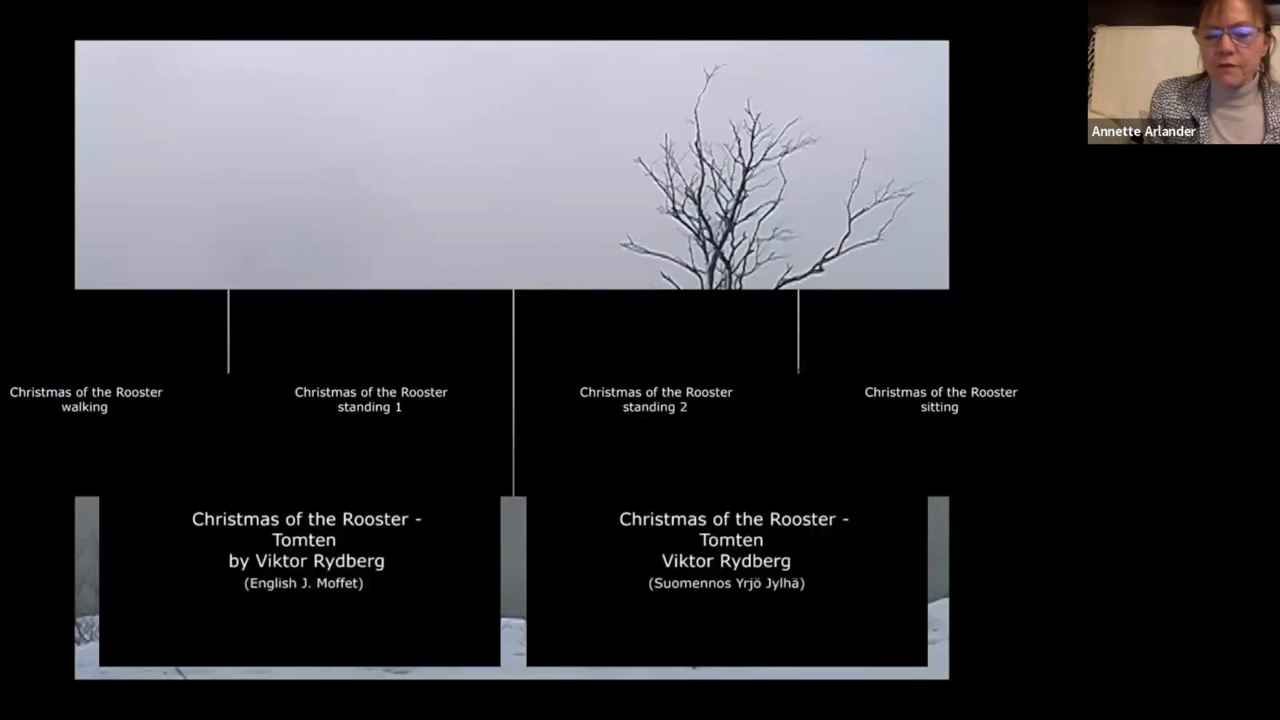 Annette Arlander
Christmas of the Rooster
walking
Christmas of the Rooster
standing 1
Christmas of the Rooster
standing 2
Christmas of the Rooster
sitting
Christmas of the Rooster -
Tomten
by Viktor Rydberg
(English J. Moffet)
Christmas of the Rooster -
Tomten
Viktor Rydberg
(Suomennos Yrjö Jylhä)